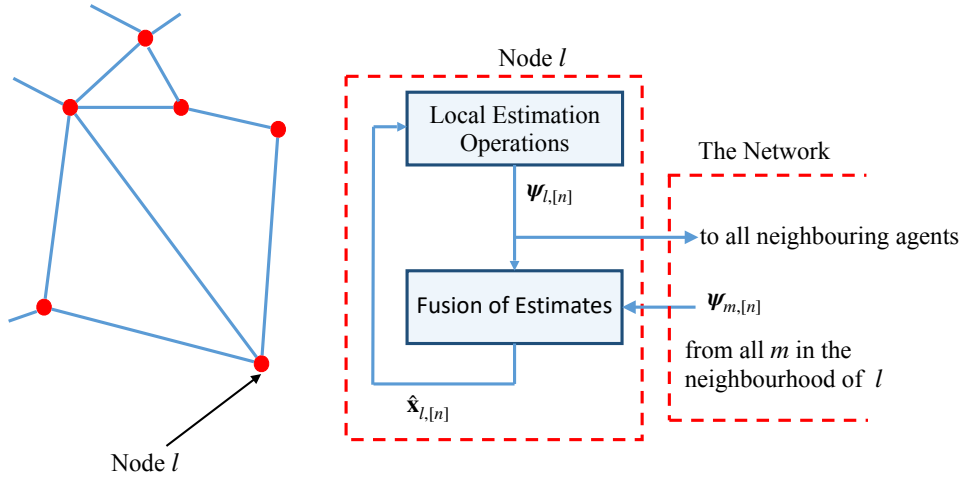 Node l
Local Estimation
Operations
ψl,[n]
The Network
to all neighbouring agents
Fusion of Estimates
ψm,[n]
from all m in the
neighbourhood of l
x̂l,[n]
Node l